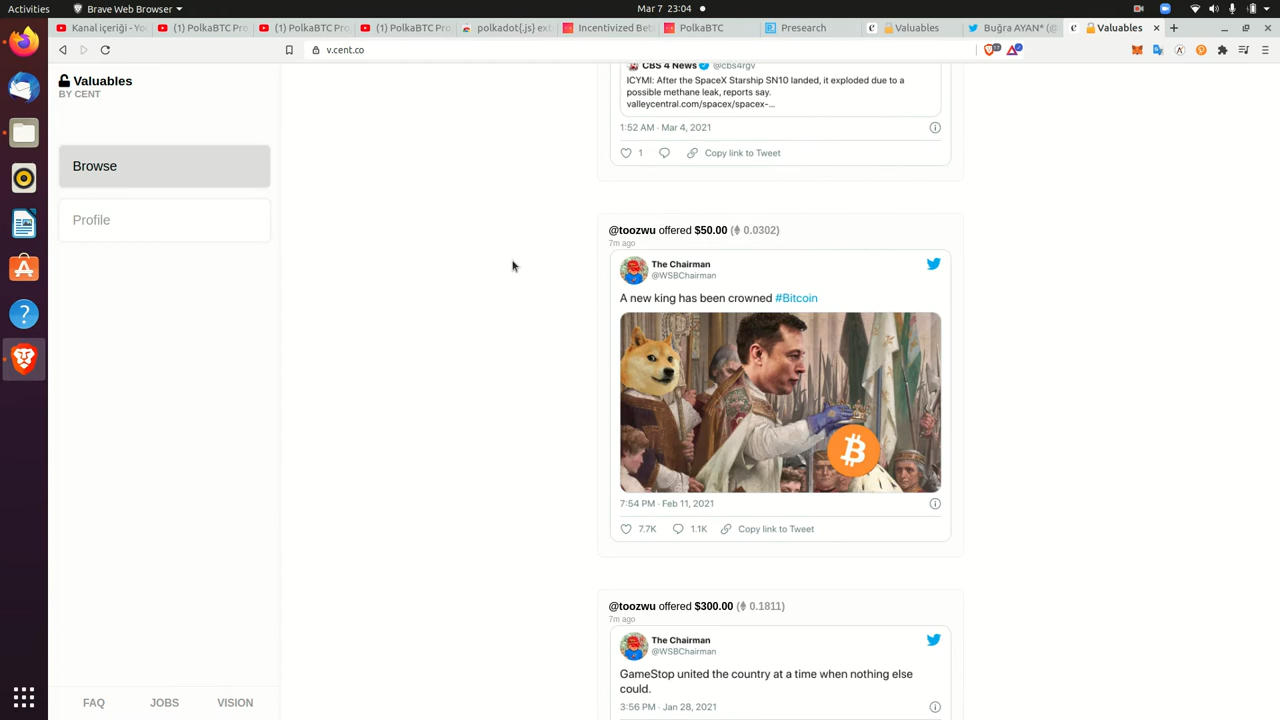 Activities
Brave Web Browser
Mar 7 23:04
Kanal içeriği - Yo
(1) PolkaBTC Pro
(1) PolkaBTC Pro
(1) PolkaBTC Pro
polkadot{.js} ext
Incentivized Bet
PolkaBTC
Presearch
Valuables
Buğra AYAN* (@
Valuables
v.cent.co
Valuables
BY CENT
Browse
Profile
FAQ
JOBS
VISION
CBS 4 News @cbs4rgv
ICYMI: After the SpaceX Starship SN10 landed, it exploded due to a
possible methane leak, reports say.
valleycentral.com/spacex/spacex-...
1:52 AM · Mar 4, 2021
1 Copy link to Tweet
@toozwu offered $50.00 (0.0302)
7m ago
The Chairman
@WSBChairman
A new king has been crowned #Bitcoin
7:54 PM · Feb 11, 2021
7.7K 1.1K Copy link to Tweet
@toozwu offered $300.00 (0.1811)
7m ago
The Chairman
@WSBChairman
GameStop united the country at a time when nothing else
could.
3:56 PM · Jan 28, 2021